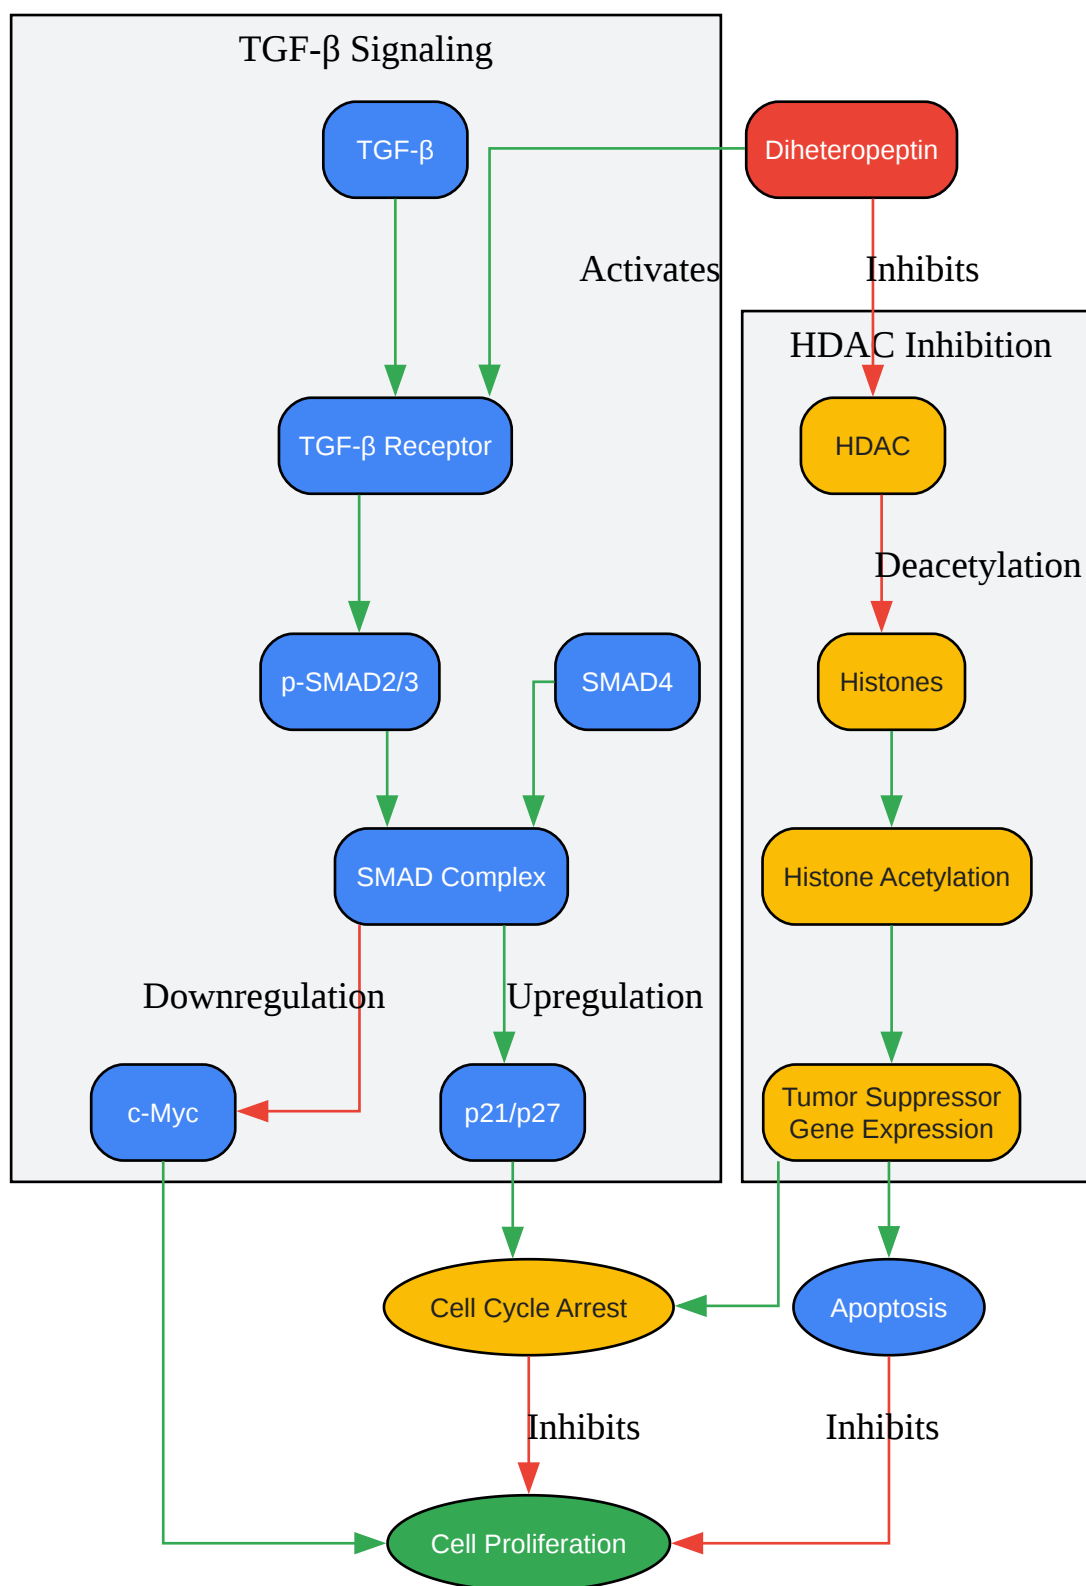 TGF-β Signaling
TGF-β
Diheteropeptin
Activates
Inhibits
HDAC Inhibition
TGF-β Receptor
HDAC
Deacetylation
p-SMAD2/3
SMAD4
Histones
SMAD Complex
Histone Acetylation
Downregulation
Upregulation
c-Myc
p21/p27
Tumor Suppressor
Gene Expression
Cell Cycle Arrest
Apoptosis
Inhibits
Inhibits
Cell Proliferation